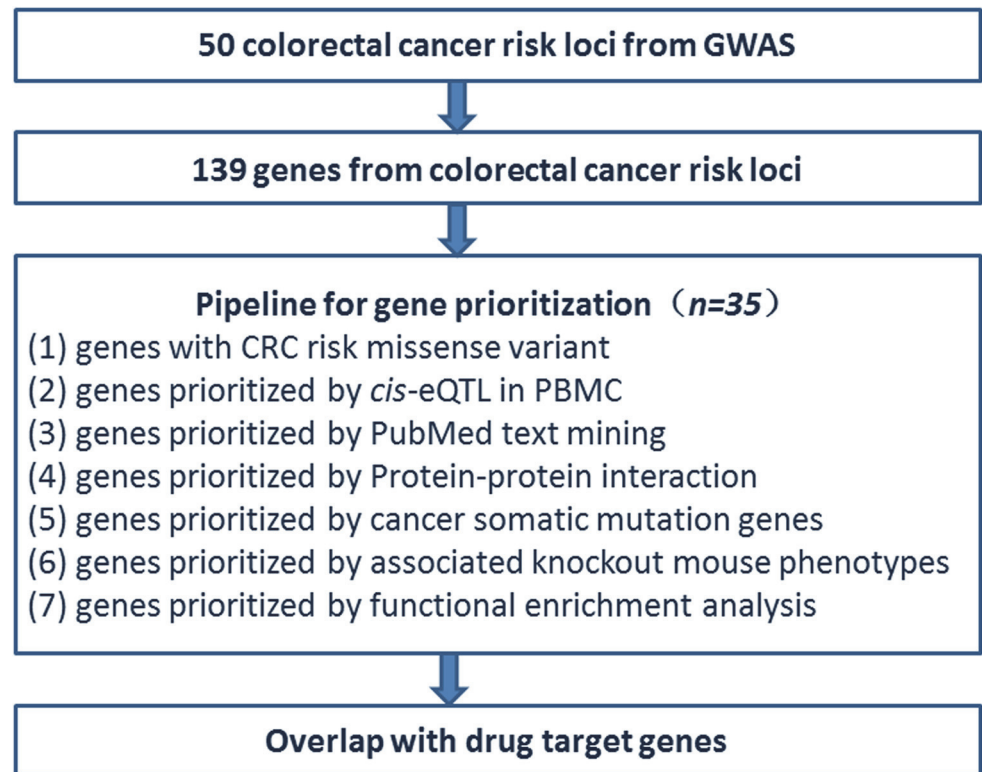 50 colorectal cancer risk loci from GWAS
139 genes from colorectal cancer risk loci
Pipeline for gene prioritization （n=35）
(1) genes with CRC risk missense variant
(2) genes prioritized by cis-eQTL in PBMC
(3) genes prioritized by PubMed text mining
(4) genes prioritized by Protein-protein interaction
(5) genes prioritized by cancer somatic mutation genes
(6) genes prioritized by associated knockout mouse phenotypes
(7) genes prioritized by functional enrichment analysis
Overlap with drug target genes